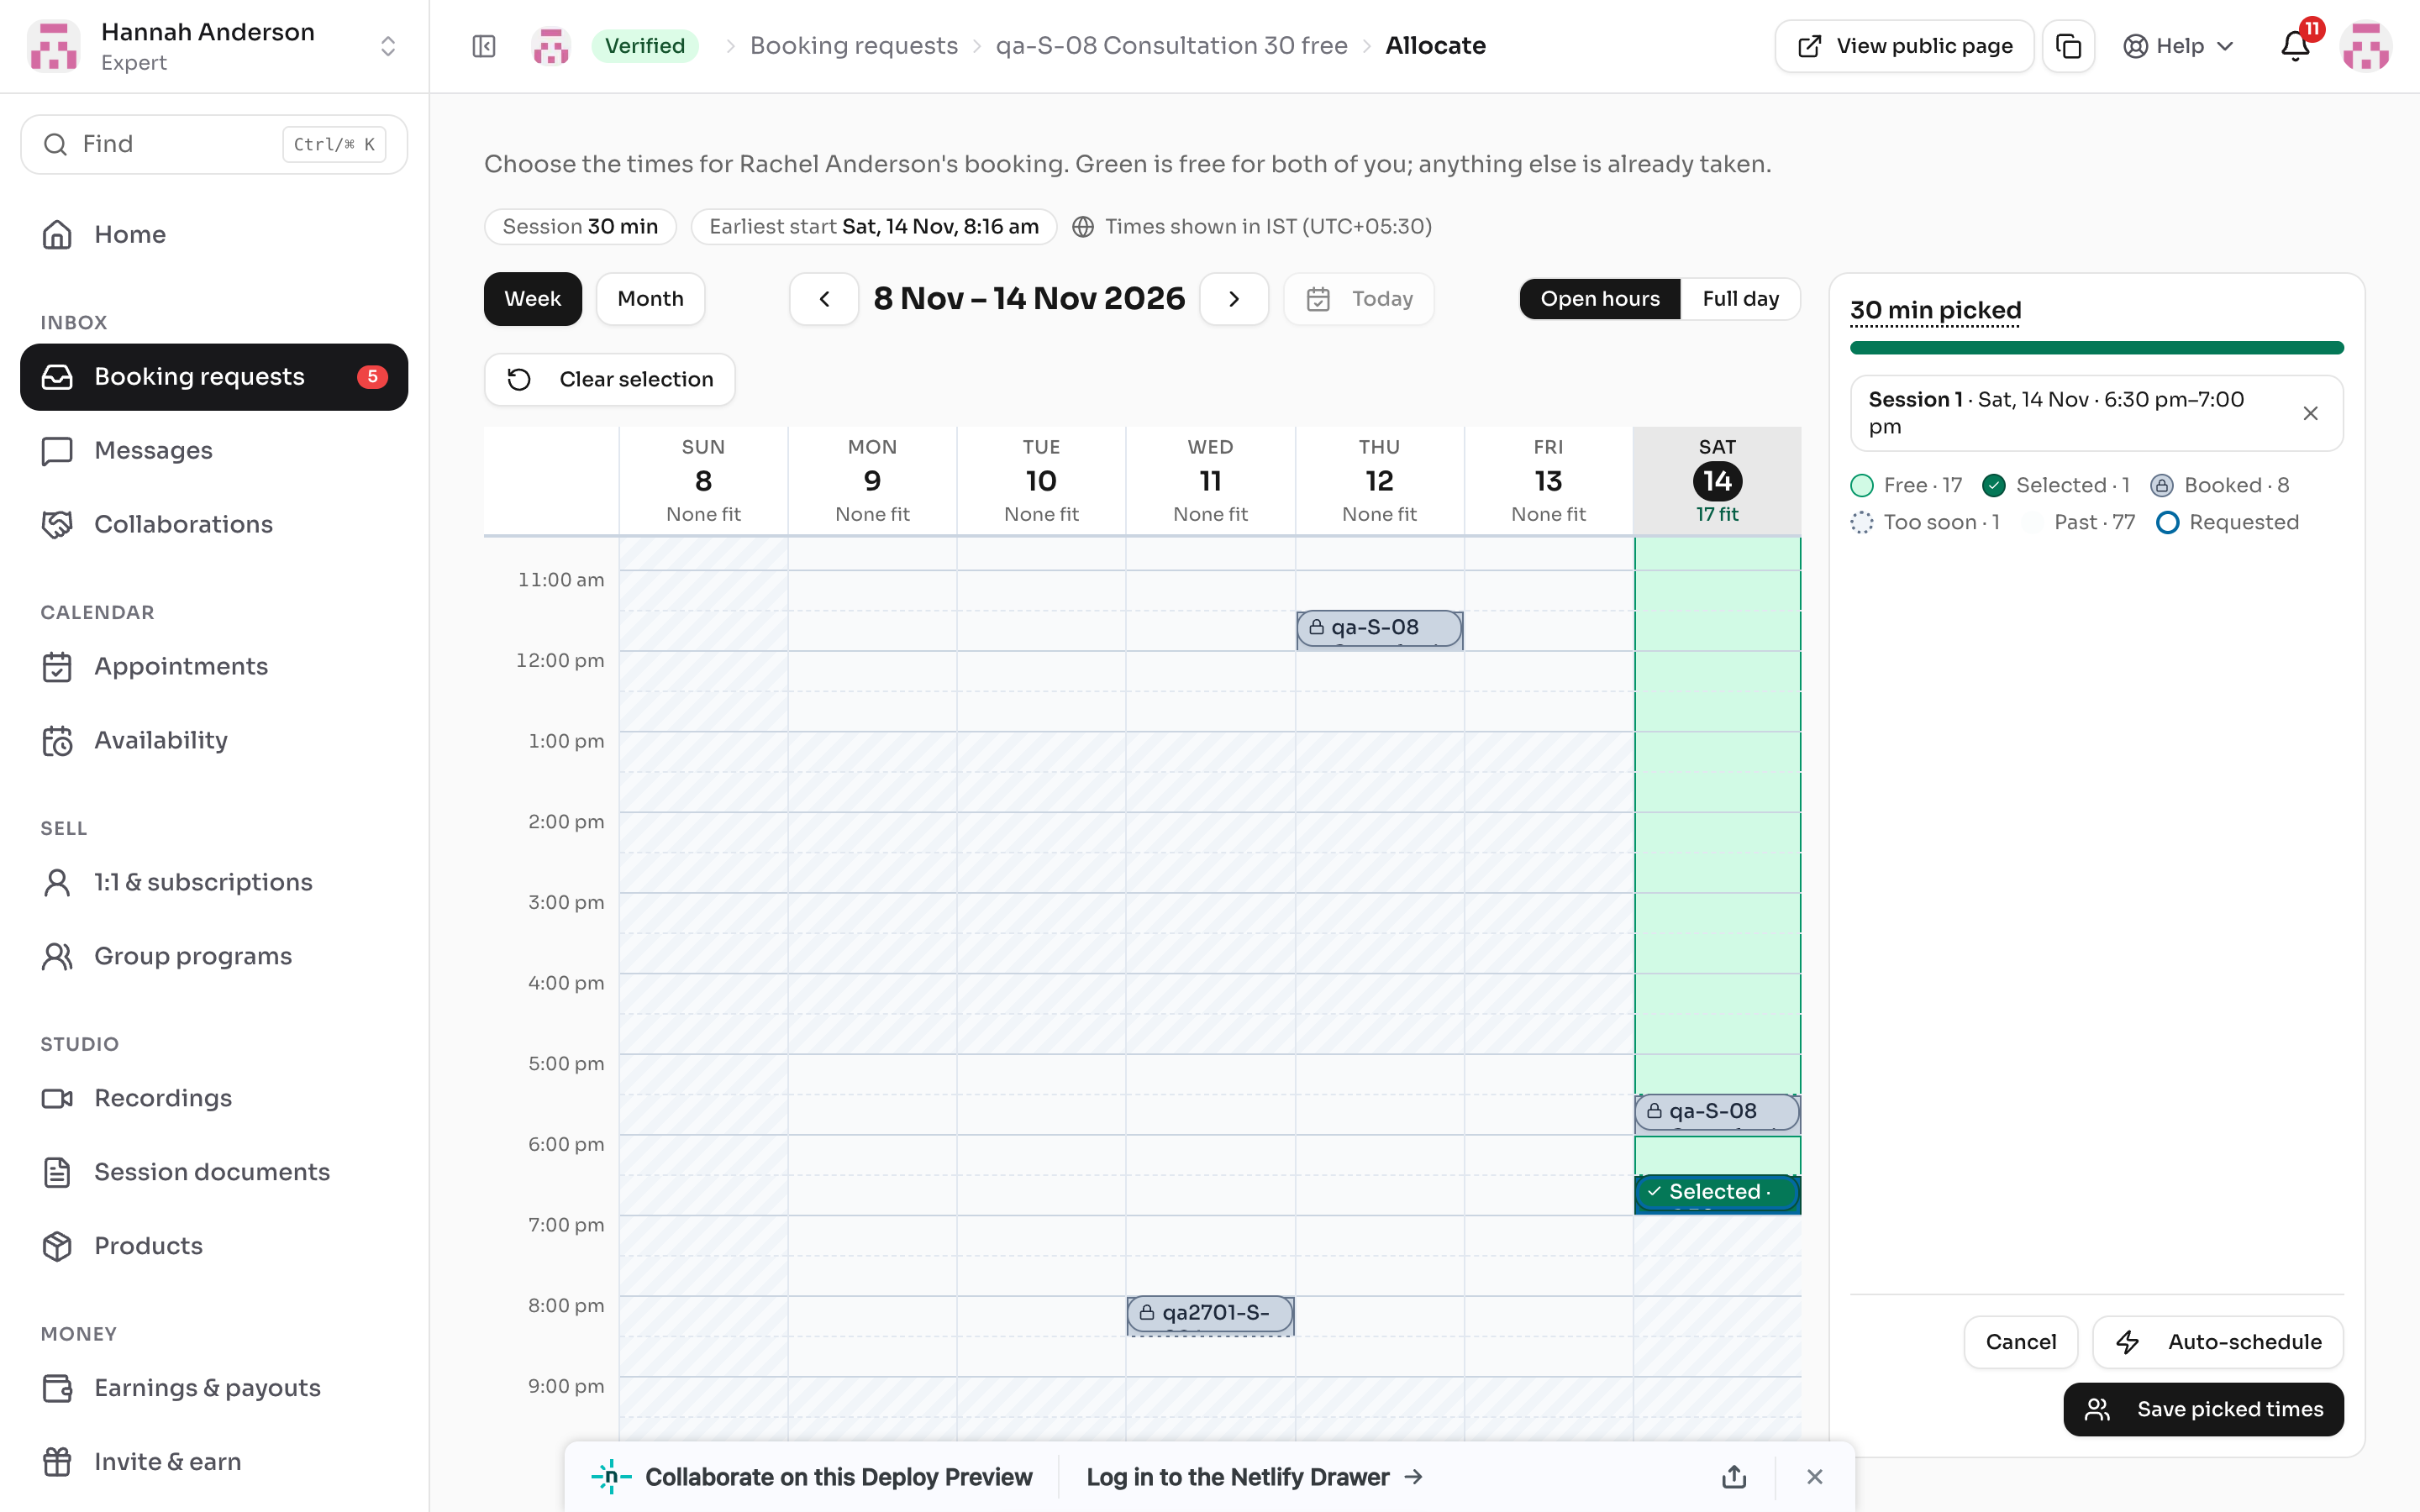 Hannah Anderson
Expert
Verified
Booking requests
qa-S-08 Consultation 30 free
Allocate
View public page
Help
11
Find
Ctrl/⌘ K
Home
INBOX
Booking requests
5
Messages
Collaborations
CALENDAR
Appointments
Availability
SELL
1:1 & subscriptions
Group programs
STUDIO
Recordings
Session documents
Products
MONEY
Earnings & payouts
Invite & earn
Choose the times for Rachel Anderson's booking. Green is free for both of you; anything else is already taken.
Session 30 min
Earliest start Sat, 14 Nov, 8:16 am
Times shown in IST (UTC+05:30)
Week
Month
8 Nov – 14 Nov 2026
Today
Open hours
Full day
Clear selection
SUN
8
None fit
MON
9
None fit
TUE
10
None fit
WED
11
None fit
THU
12
None fit
FRI
13
None fit
SAT
14
17 fit
11:00 am
12:00 pm
1:00 pm
2:00 pm
3:00 pm
4:00 pm
5:00 pm
6:00 pm
7:00 pm
8:00 pm
9:00 pm
qa-S-08
qa-S-08
Selected ·
qa2701-S-
30 min picked
Session 1 · Sat, 14 Nov · 6:30 pm–7:00
pm
Free · 17
Selected · 1
Booked · 8
Too soon · 1
Past · 77
Requested
Cancel
Auto-schedule
Save picked times
Collaborate on this Deploy Preview
Log in to the Netlify Drawer →